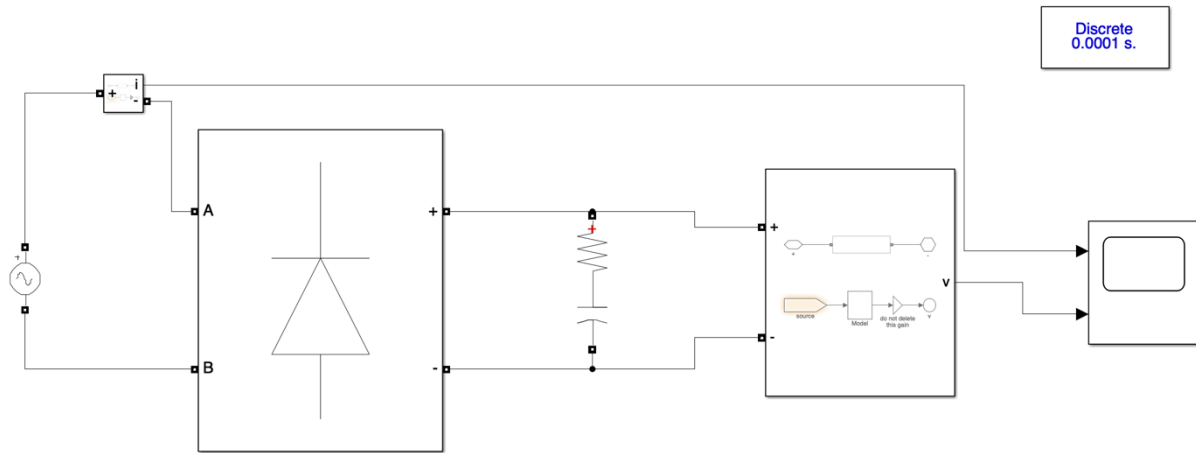 Discrete
0.0001 s.
+
i
-
A
B
+
-
+
+
+
-
+
-
source
Model
do not delete
this gain
v
v